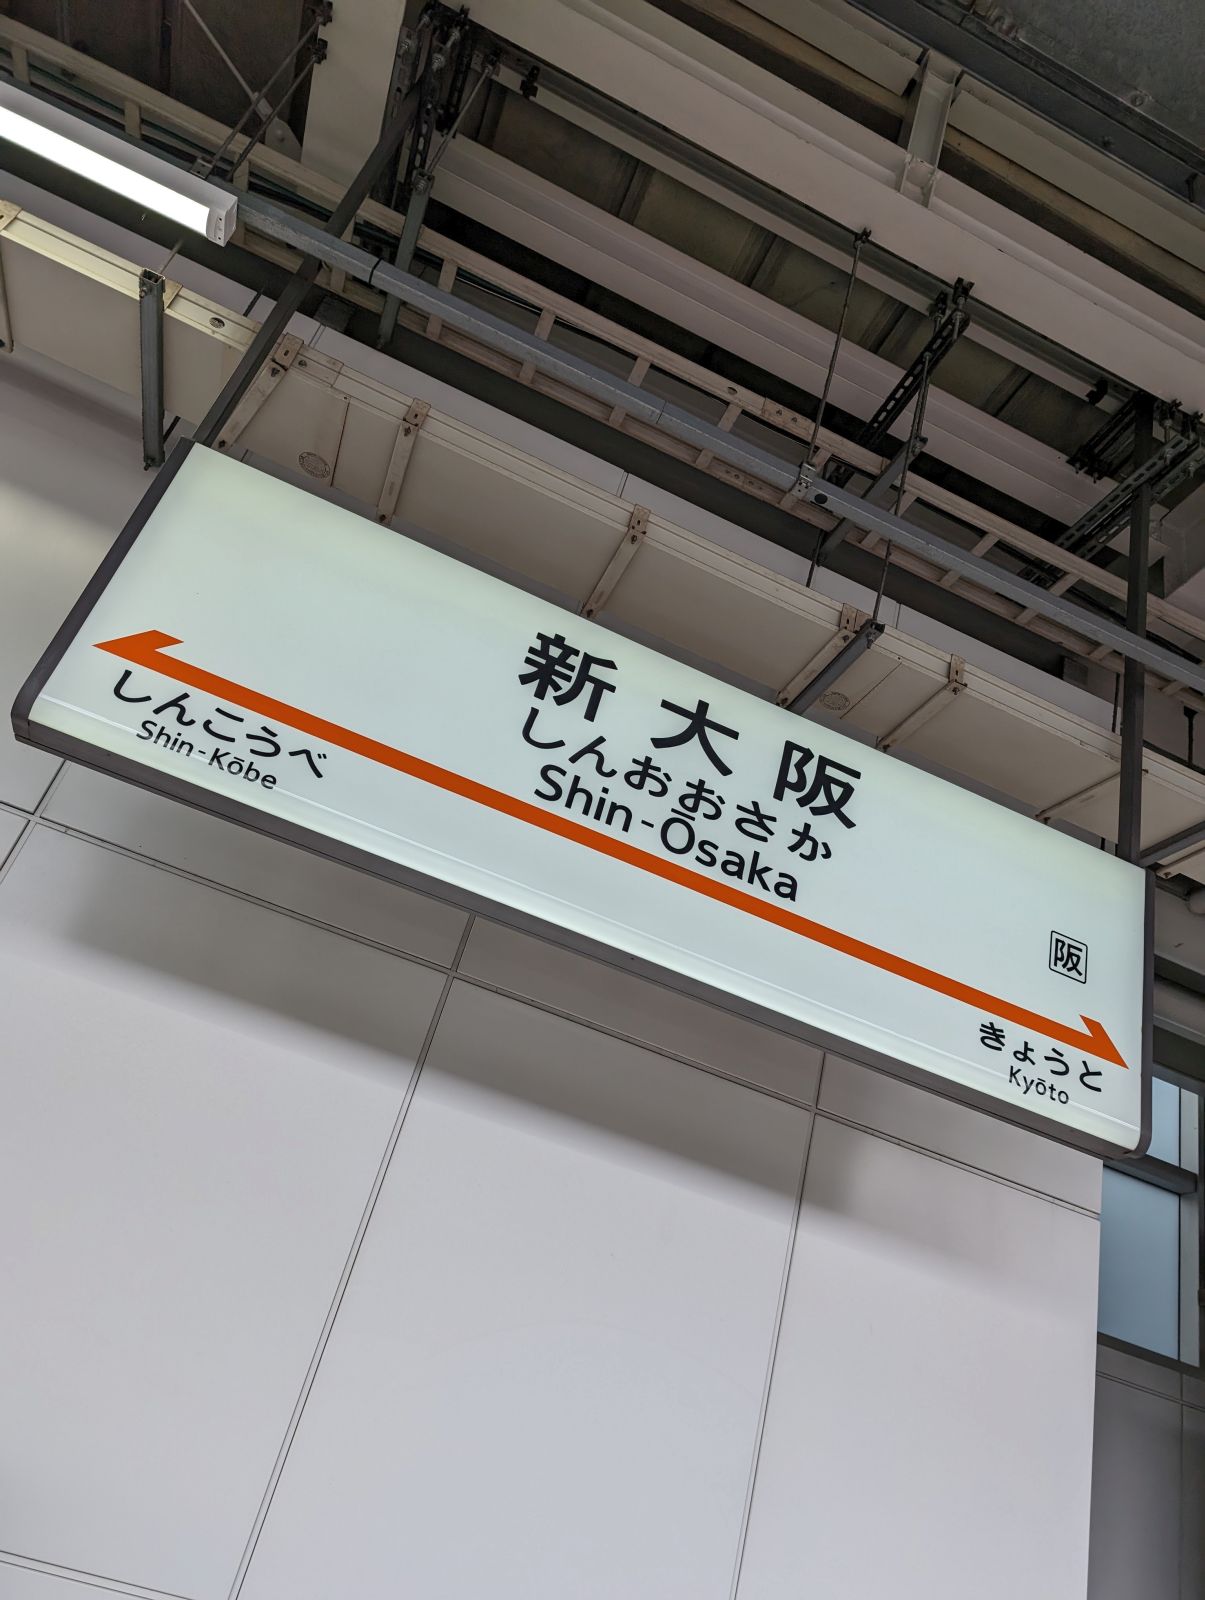 新大阪
しんおおさか
Shin-Ōsaka
阪
しんこうべ
Shin-Kōbe
きょうと
Kyōto